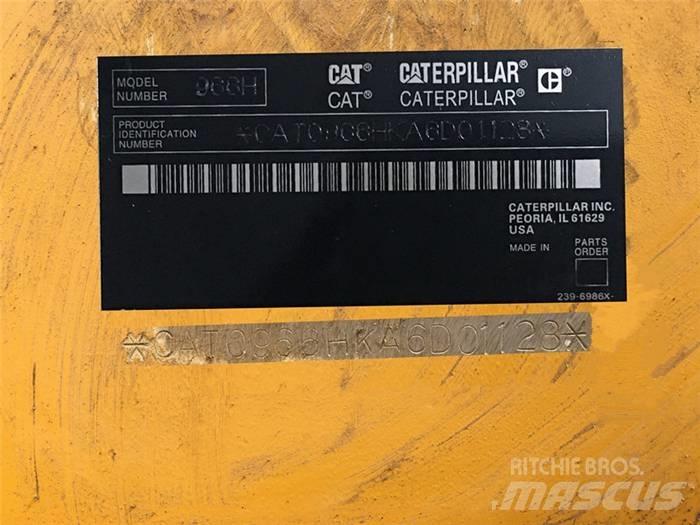 MODEL NUMBER 966H
CAT® CATERPILLAR® C®
CAT® CATERPILLAR®
PRODUCT IDENTIFICATION NUMBER *CAT0966HKA6D01128*
CATERPILLAR INC.
PEORIA, IL 61629
USA
MADE IN
PARTS ORDER
239-6986X-
*CAT0966HKA6D01128*
RITCHIE BROS.
MASCUS